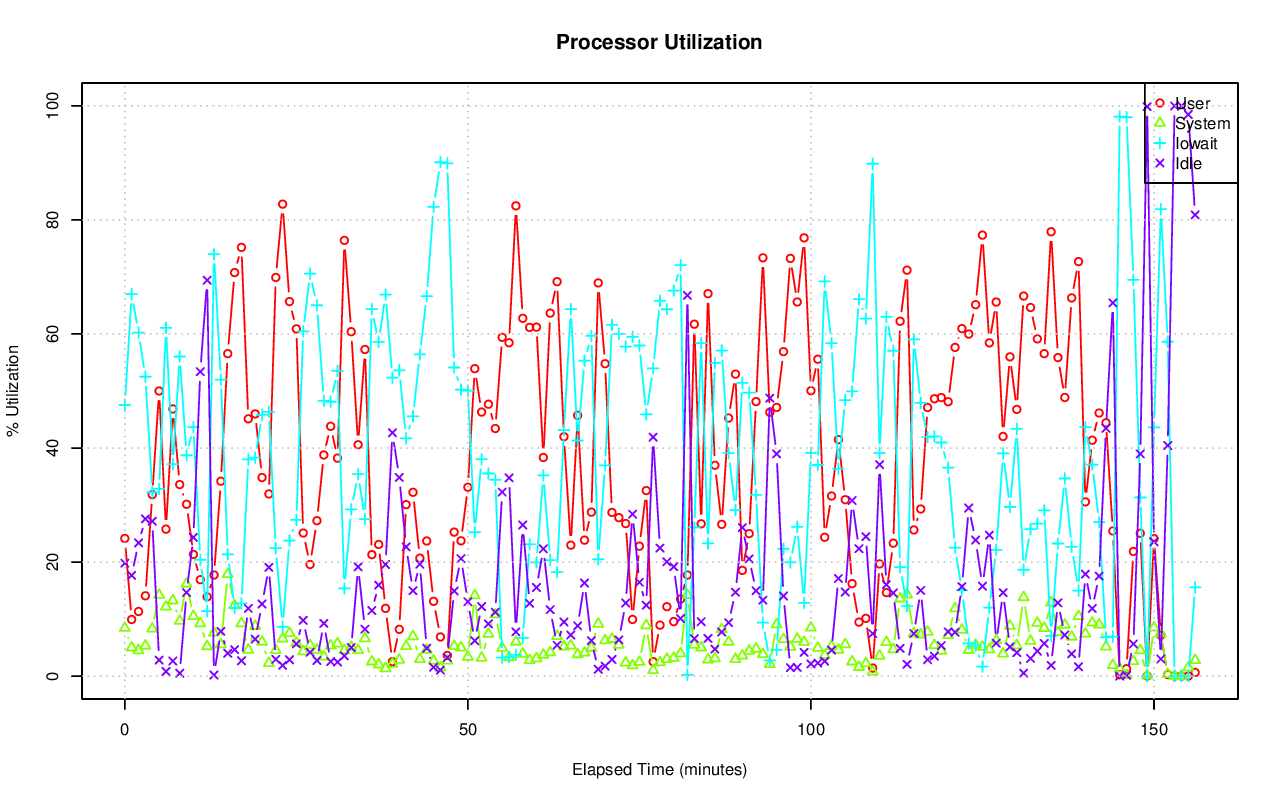 Processor Utilization
% Utilization
100
80
60
40
20
0
User
System
Iowait
Idle
0 50 100 150
Elapsed Time (minutes)